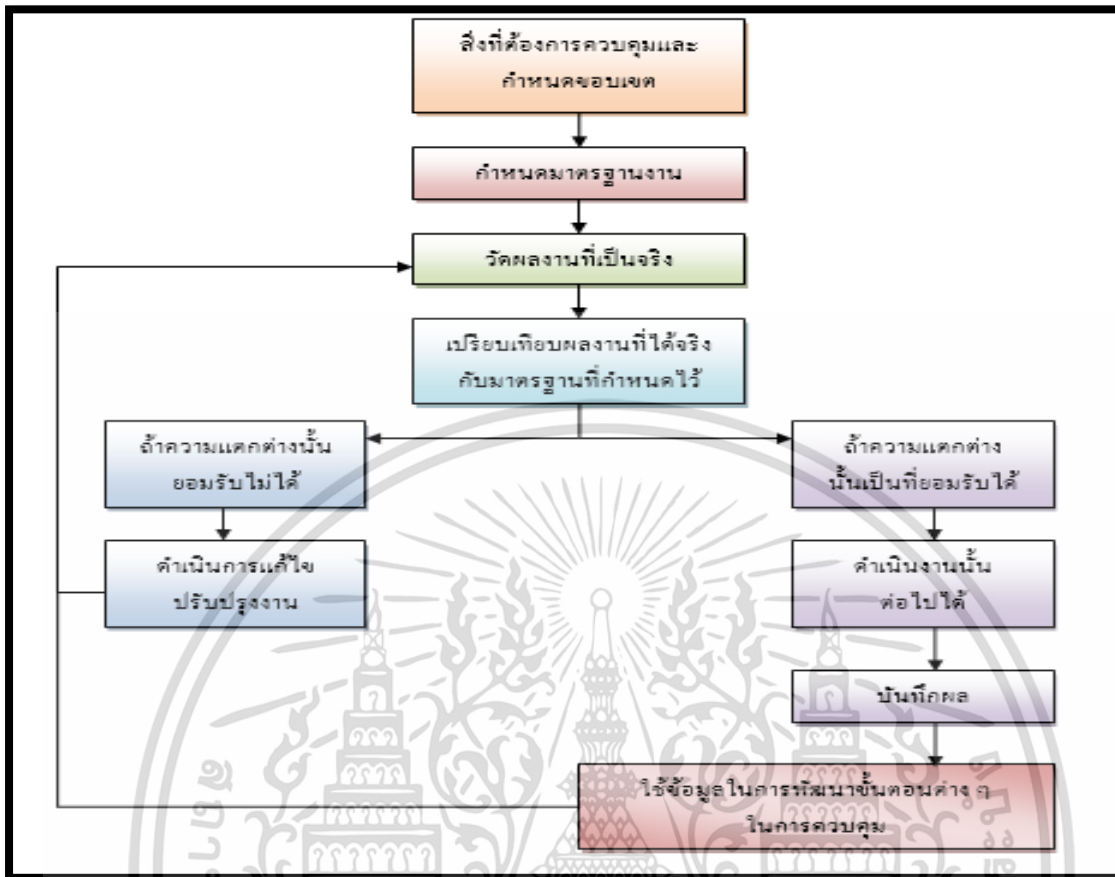 สิ่งที่ต้องการควบคุมและ
กำหนดขอบเขต
กำหนดมาตรฐานงาน
วัดผลงานที่เป็นจริง
เปรียบเทียบผลงานที่ได้จริง
กับมาตรฐานที่กำหนดไว้
ถ้าความแตกต่างนั้น
ยอมรับไม่ได้
ถ้าความแตกต่าง
นั้นเป็นที่ยอมรับได้
ดำเนินการแก้ไข
ปรับปรุงงาน
ดำเนินงานนั้น
ต่อไปได้
บันทึกผล
ใช้ข้อมูลในการพัฒนาขั้นตอนต่าง ๆ
ในการควบคุม